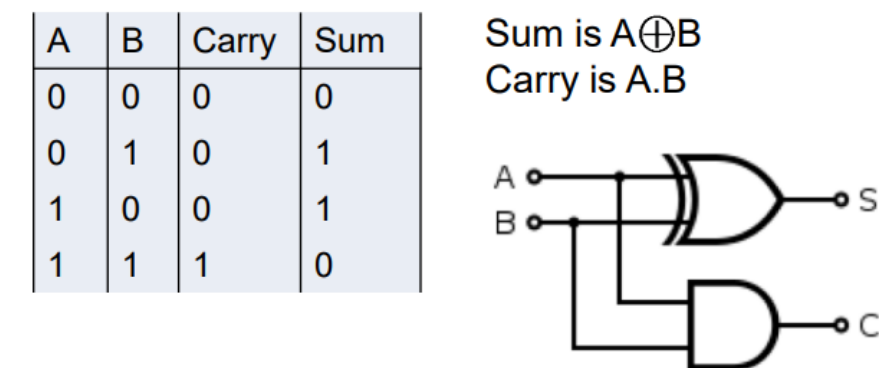 A B Carry Sum
0 0 0 0
0 1 0 1
1 0 0 1
1 1 1 0
Sum is A⊕B
Carry is A.B
A
B
S
C